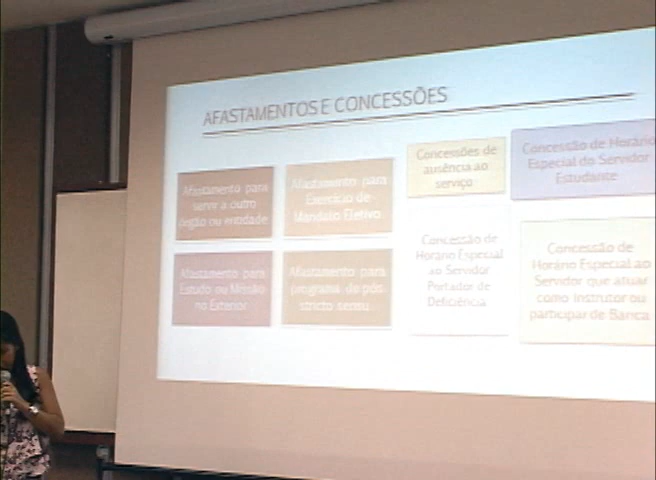 AFASTAMENTOS E CONCESSÕES
Afastamento para
servir a outro
órgão ou entidade
Afastamento para
Exercício de
Mandato Eletivo
Concessões de
ausência ao
serviço
Concessão de Horário
Especial do Servidor
Estudante
Afastamento para
Estudo ou Missão
no Exterior
Afastamento para
programa de pós
stricto sensu
Concessão de
Horário Especial
ao Servidor
Portador de
Deficiência
Concessão de
Horário Especial ao
Servidor que atuar
como Instrutor ou
participar de Banca